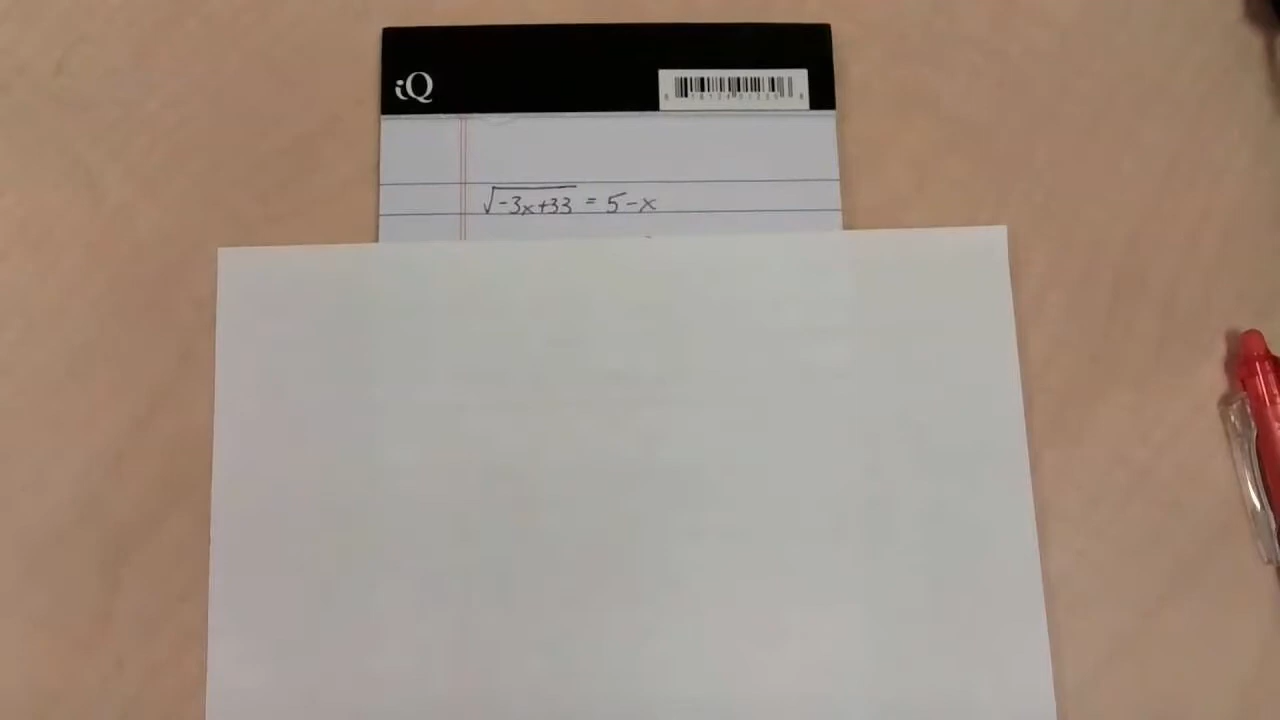 iQ
√-3x+33 = 5-x